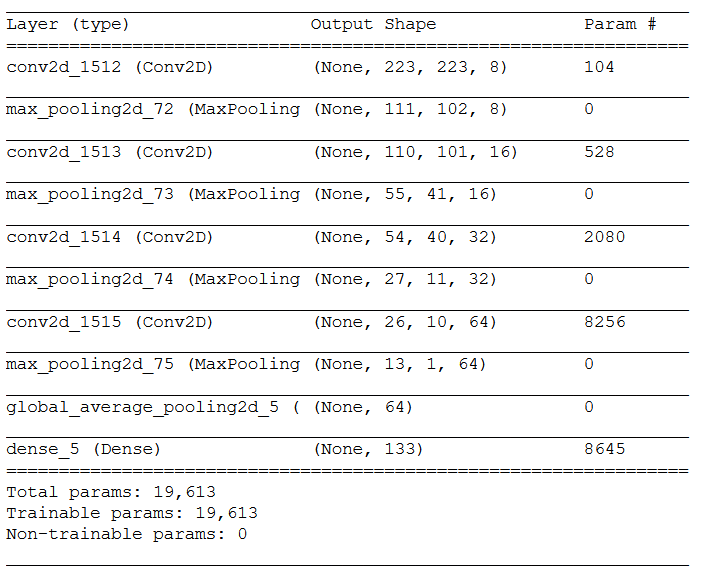 Layer (type) Output Shape Param #
=================================================================
conv2d_1512 (Conv2D) (None, 223, 223, 8) 104
max_pooling2d_72 (MaxPooling (None, 111, 102, 8) 0
conv2d_1513 (Conv2D) (None, 110, 101, 16) 528
max_pooling2d_73 (MaxPooling (None, 55, 41, 16) 0
conv2d_1514 (Conv2D) (None, 54, 40, 32) 2080
max_pooling2d_74 (MaxPooling (None, 27, 11, 32) 0
conv2d_1515 (Conv2D) (None, 26, 10, 64) 8256
max_pooling2d_75 (MaxPooling (None, 13, 1, 64) 0
global_average_pooling2d_5 ( (None, 64) 0
dense_5 (Dense) (None, 133) 8645
=================================================================
Total params: 19,613
Trainable params: 19,613
Non-trainable params: 0